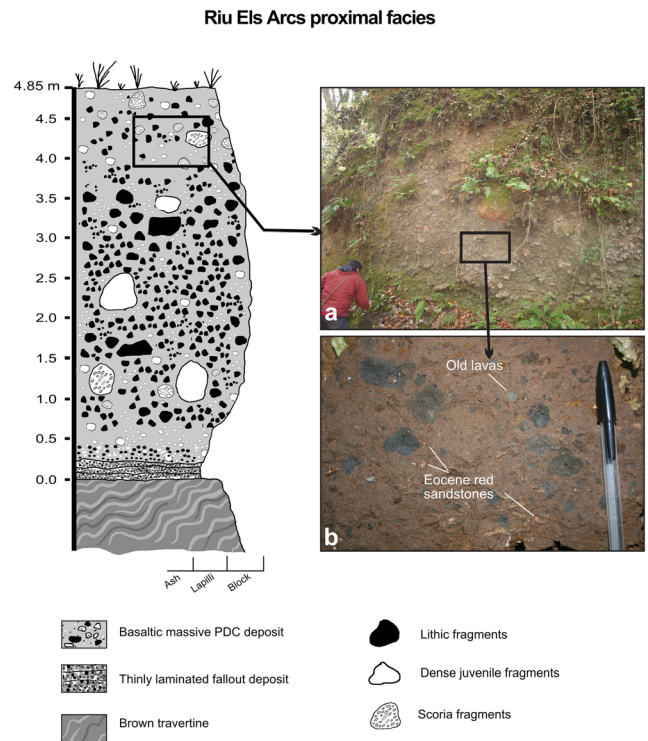 Riu Els Arcs proximal facies
4.85 m
4.5
4.0
3.5
3.0
2.5
2.0
1.5
1.0
0.5
0.0
Ash
Lapilli
Block
a
Old lavas
Eocene red
sandstones
b
Basaltic massive PDC deposit
Thinly laminated fallout deposit
Brown travertine
Lithic fragments
Dense juvenile fragments
Scoria fragments